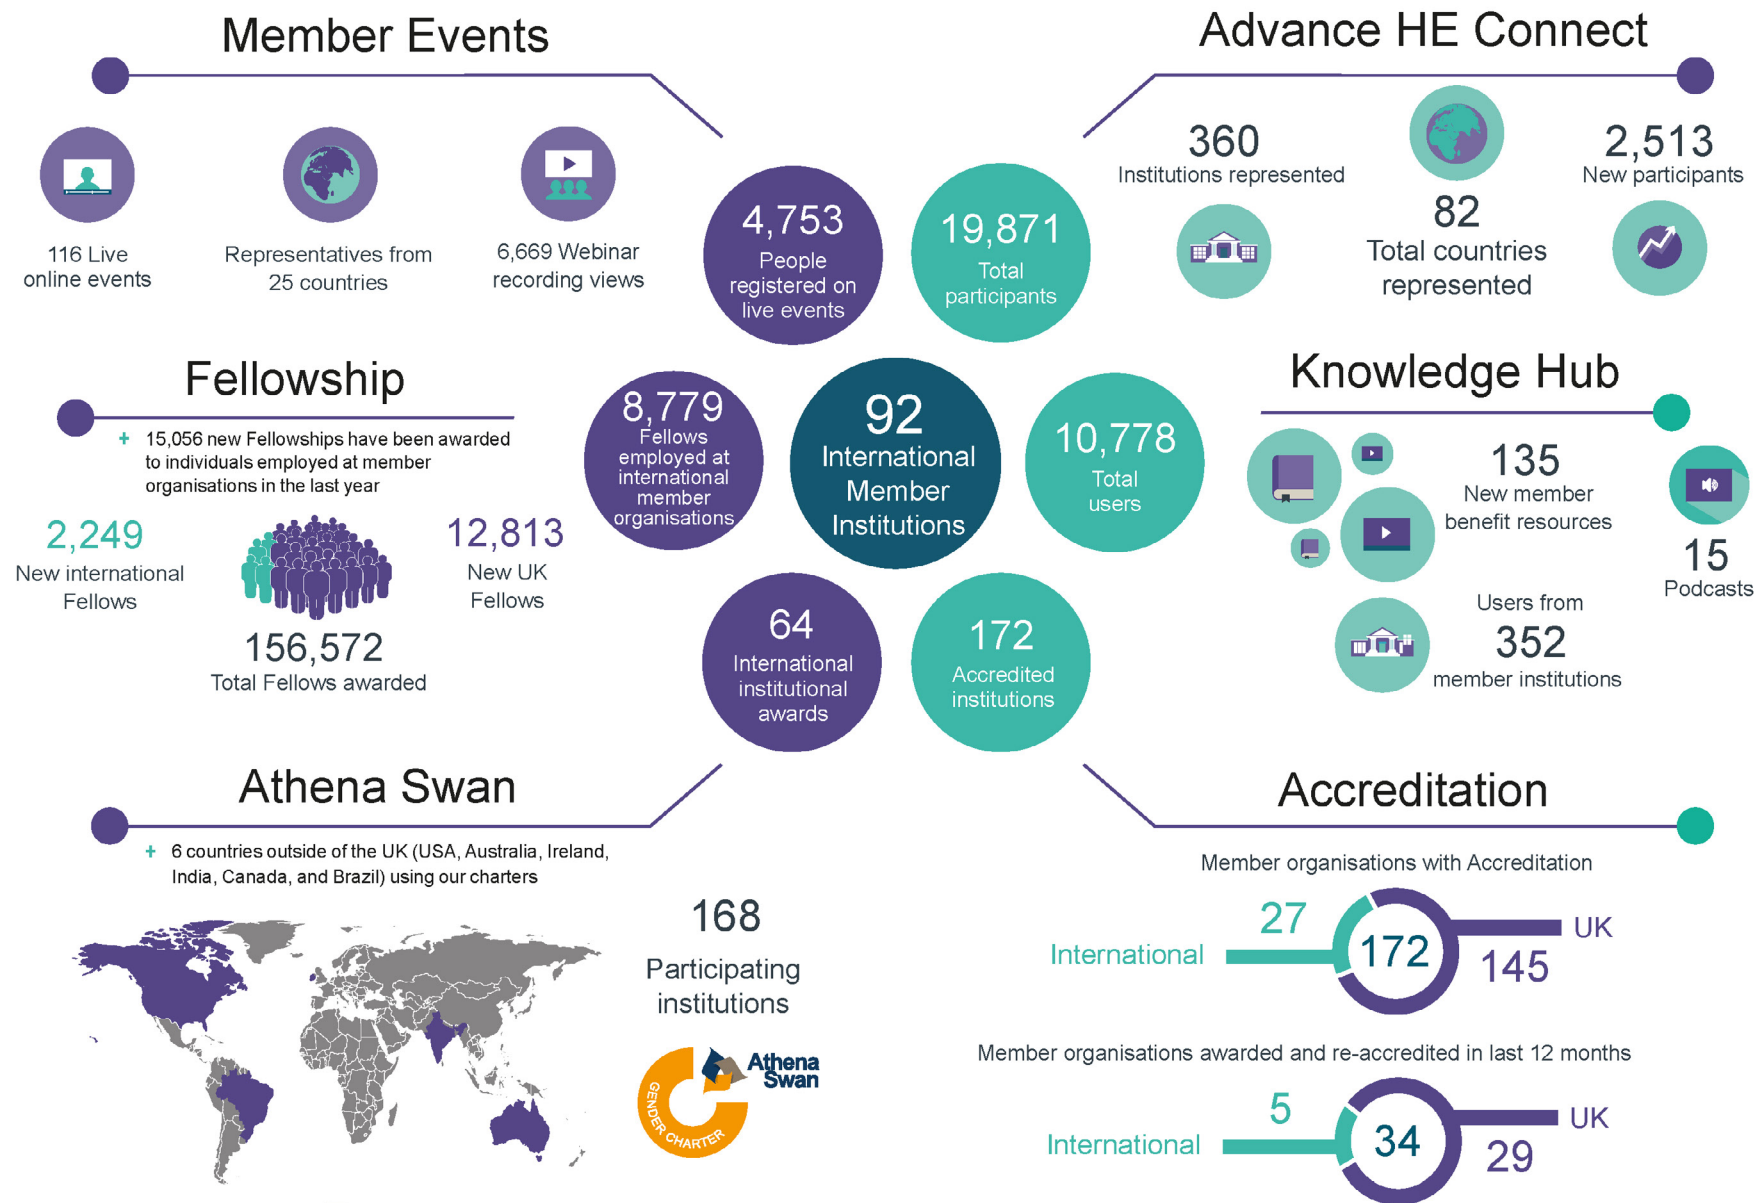 Member Events
116 Live
online events
Representatives from
25 countries
6,669 Webinar
recording views
4,753
People
registered on
live events
Advance HE Connect
19,871
Total
participants
360
Institutions represented
82
Total countries
represented
2,513
New participants
Fellowship
+ 15,056 new Fellowships have been awarded
to individuals employed at member
organisations in the last year
2,249
New international
Fellows
12,813
New UK
Fellows
156,572
Total Fellows awarded
8,779
Fellows
employed at
international
member
organisations
92
International
Member
Institutions
10,778
Total
users
Knowledge Hub
135
New member
benefit resources
15
Podcasts
Users from
352
member institutions
64
International
institutional
awards
172
Accredited
institutions
Athena Swan
+ 6 countries outside of the UK (USA, Australia, Ireland,
India, Canada, and Brazil) using our charters
168
Participating
institutions
Athena
Swan
GENDER CHARTER
Accreditation
Member organisations with Accreditation
27
International
172
UK
145
Member organisations awarded and re-accredited in last 12 months
5
International
34
UK
29